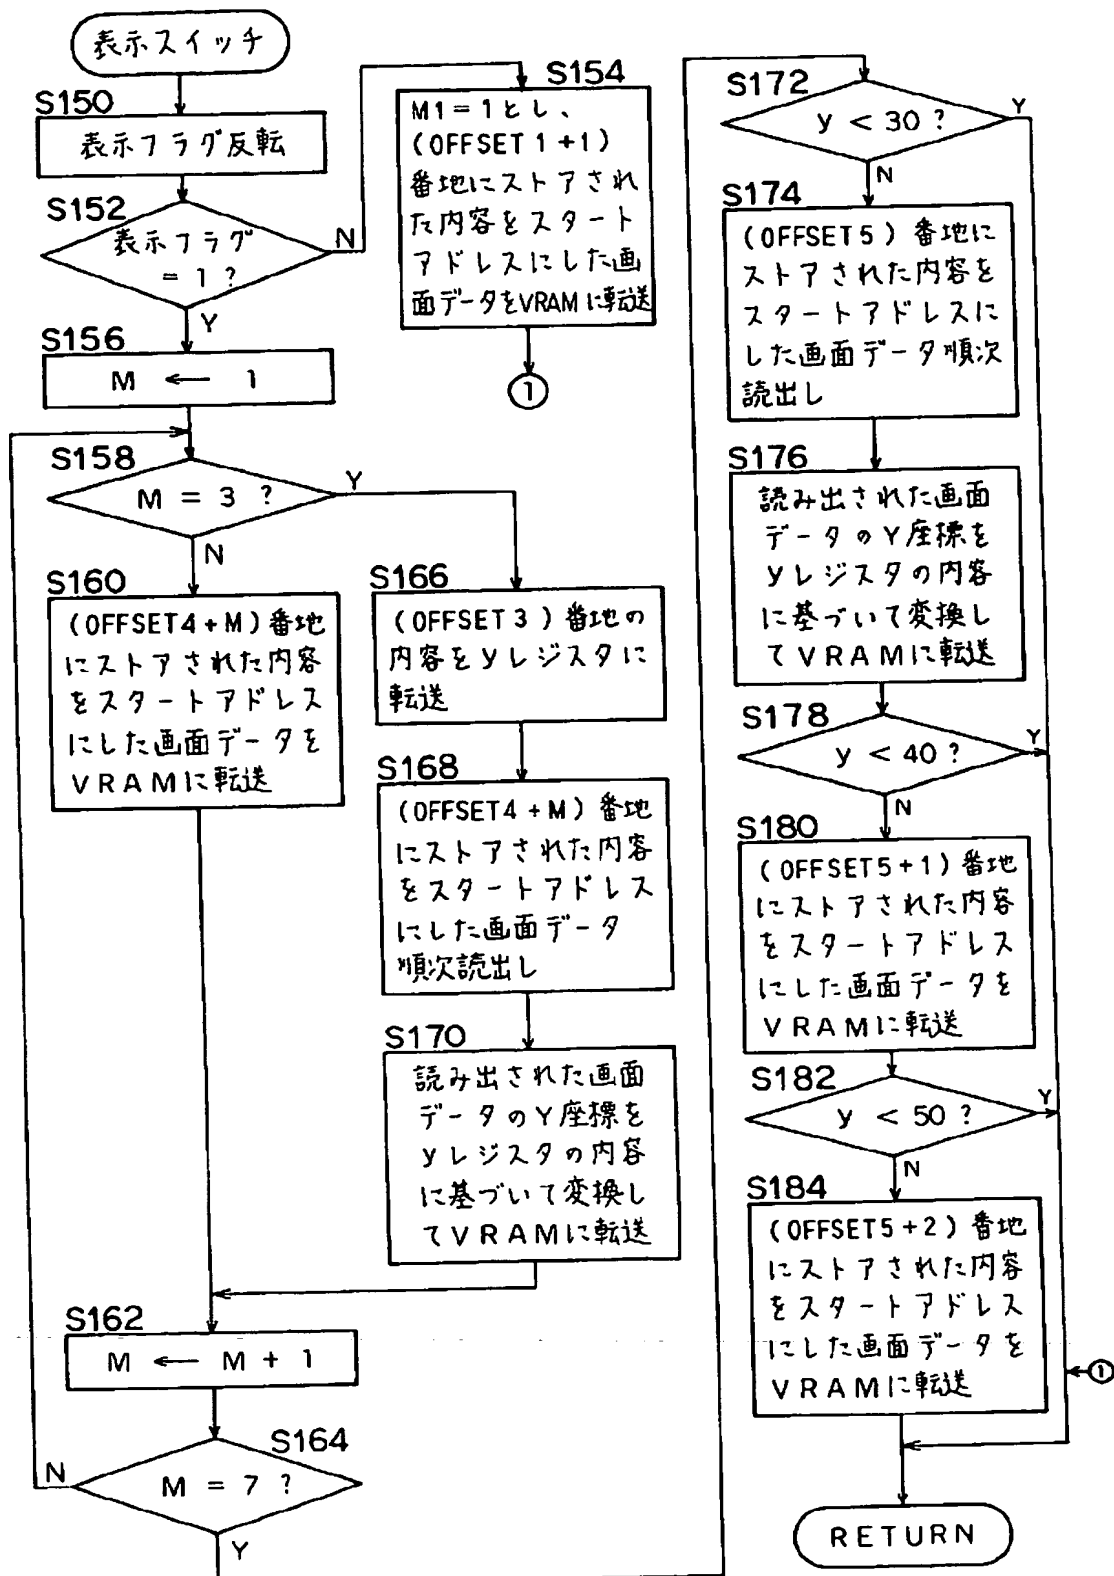 表示スイッチ
S150
表示フラグ反転
S152
表示フラグ
= 1 ?
N
Y
S154
M1 = 1とし、
(OFFSET 1 + 1)
番地にストアされ
た内容をスタート
アドレスにした画
面データをVRAMに転送
①
S156
M ← 1
S158
M = 3 ?
Y
N
S160
(OFFSET4 + M) 番地
にストアされた内容
をスタートアドレス
にした画面データを
VRAMに転送
S166
(OFFSET 3) 番地の
内容をyレジスタに
転送
S168
(OFFSET4 + M) 番地
にストアされた内容
をスタートアドレス
にした画面データ
順次読出し
S170
読み出された画面
データのY座標を
yレジスタの内容
に基づいて変換し
てVRAMに転送
S162
M ← M + 1
S164
M = 7 ?
N
Y
S172
y < 30 ?
Y
N
S174
(OFFSET5) 番地に
ストアされた内容を
スタートアドレスに
した画面データ順次
読出し
S176
読み出された画面
データのY座標を
yレジスタの内容
に基づいて変換し
てVRAMに転送
S178
y < 40 ?
Y
N
S180
(OFFSET5 + 1) 番地
にストアされた内容
をスタートアドレス
にした画面データを
VRAMに転送
S182
y < 50 ?
Y
N
S184
(OFFSET5 + 2) 番地
にストアされた内容
をスタートアドレス
にした画面データを
VRAMに転送
①
RETURN